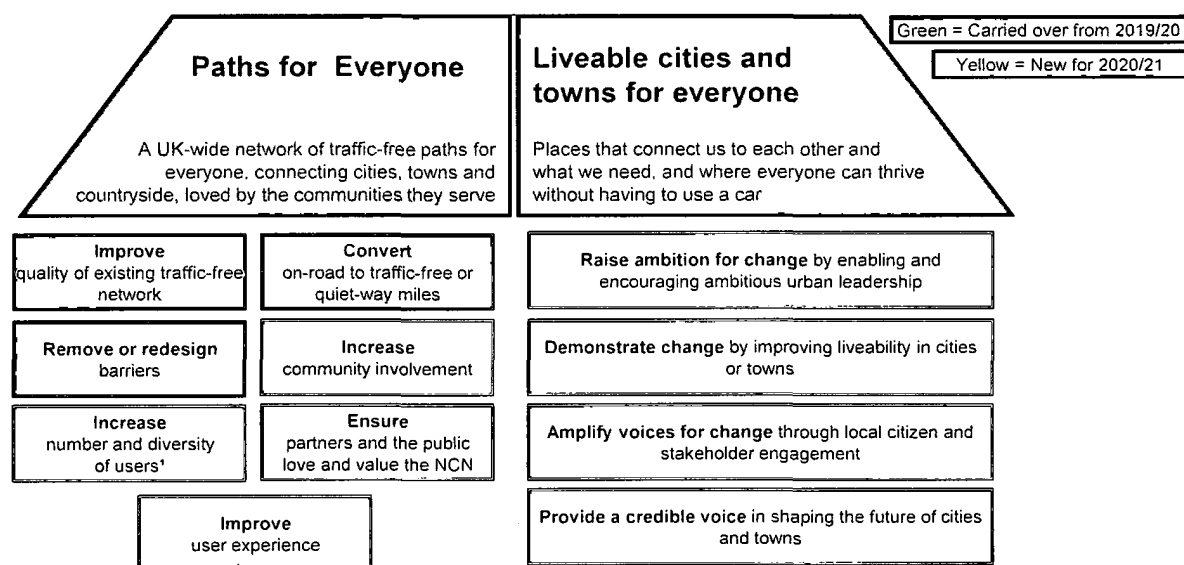 Paths for Everyone
A UK-wide network of traffic-free paths for
everyone, connecting cities, towns and
countryside, loved by the communities they serve
Liveable cities and
towns for everyone
Places that connect us to each other and
what we need, and where everyone can thrive
without having to use a car
Green = Carried over from 2019/20
Yellow = New for 2020/21
Improve
quality of existing traffic-free
network
Convert
on-road to traffic-free or
quiet-way miles
Remove or redesign
barriers
Increase
community involvement
Increase
number and diversity
of users¹
Ensure
partners and the public
love and value the NCN
Improve
user experience
Raise ambition for change by enabling and
encouraging ambitious urban leadership
Demonstrate change by improving liveability in cities
or towns
Amplify voices for change through local citizen and
stakeholder engagement
Provide a credible voice in shaping the future of cities
and towns